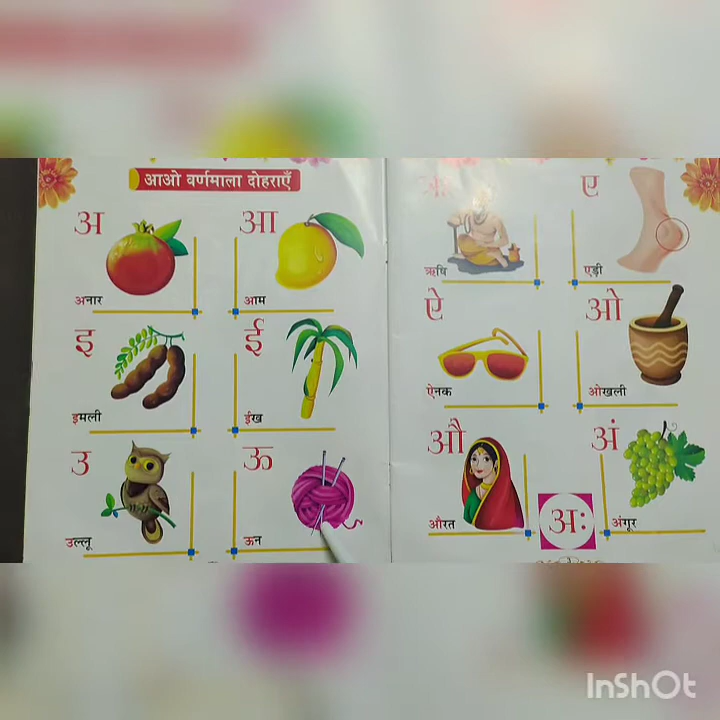 आओ वर्णमाला दोहराएँ
अ
अनार
आ
आम
इ
इमली
ई
ईख
उ
उल्लू
ऊ
ऊन
ऋ
ऋषि
ए
एड़ी
ऐ
ऐनक
ओ
ओखली
औ
औरत
अं
अंगूर
अः
InShOt